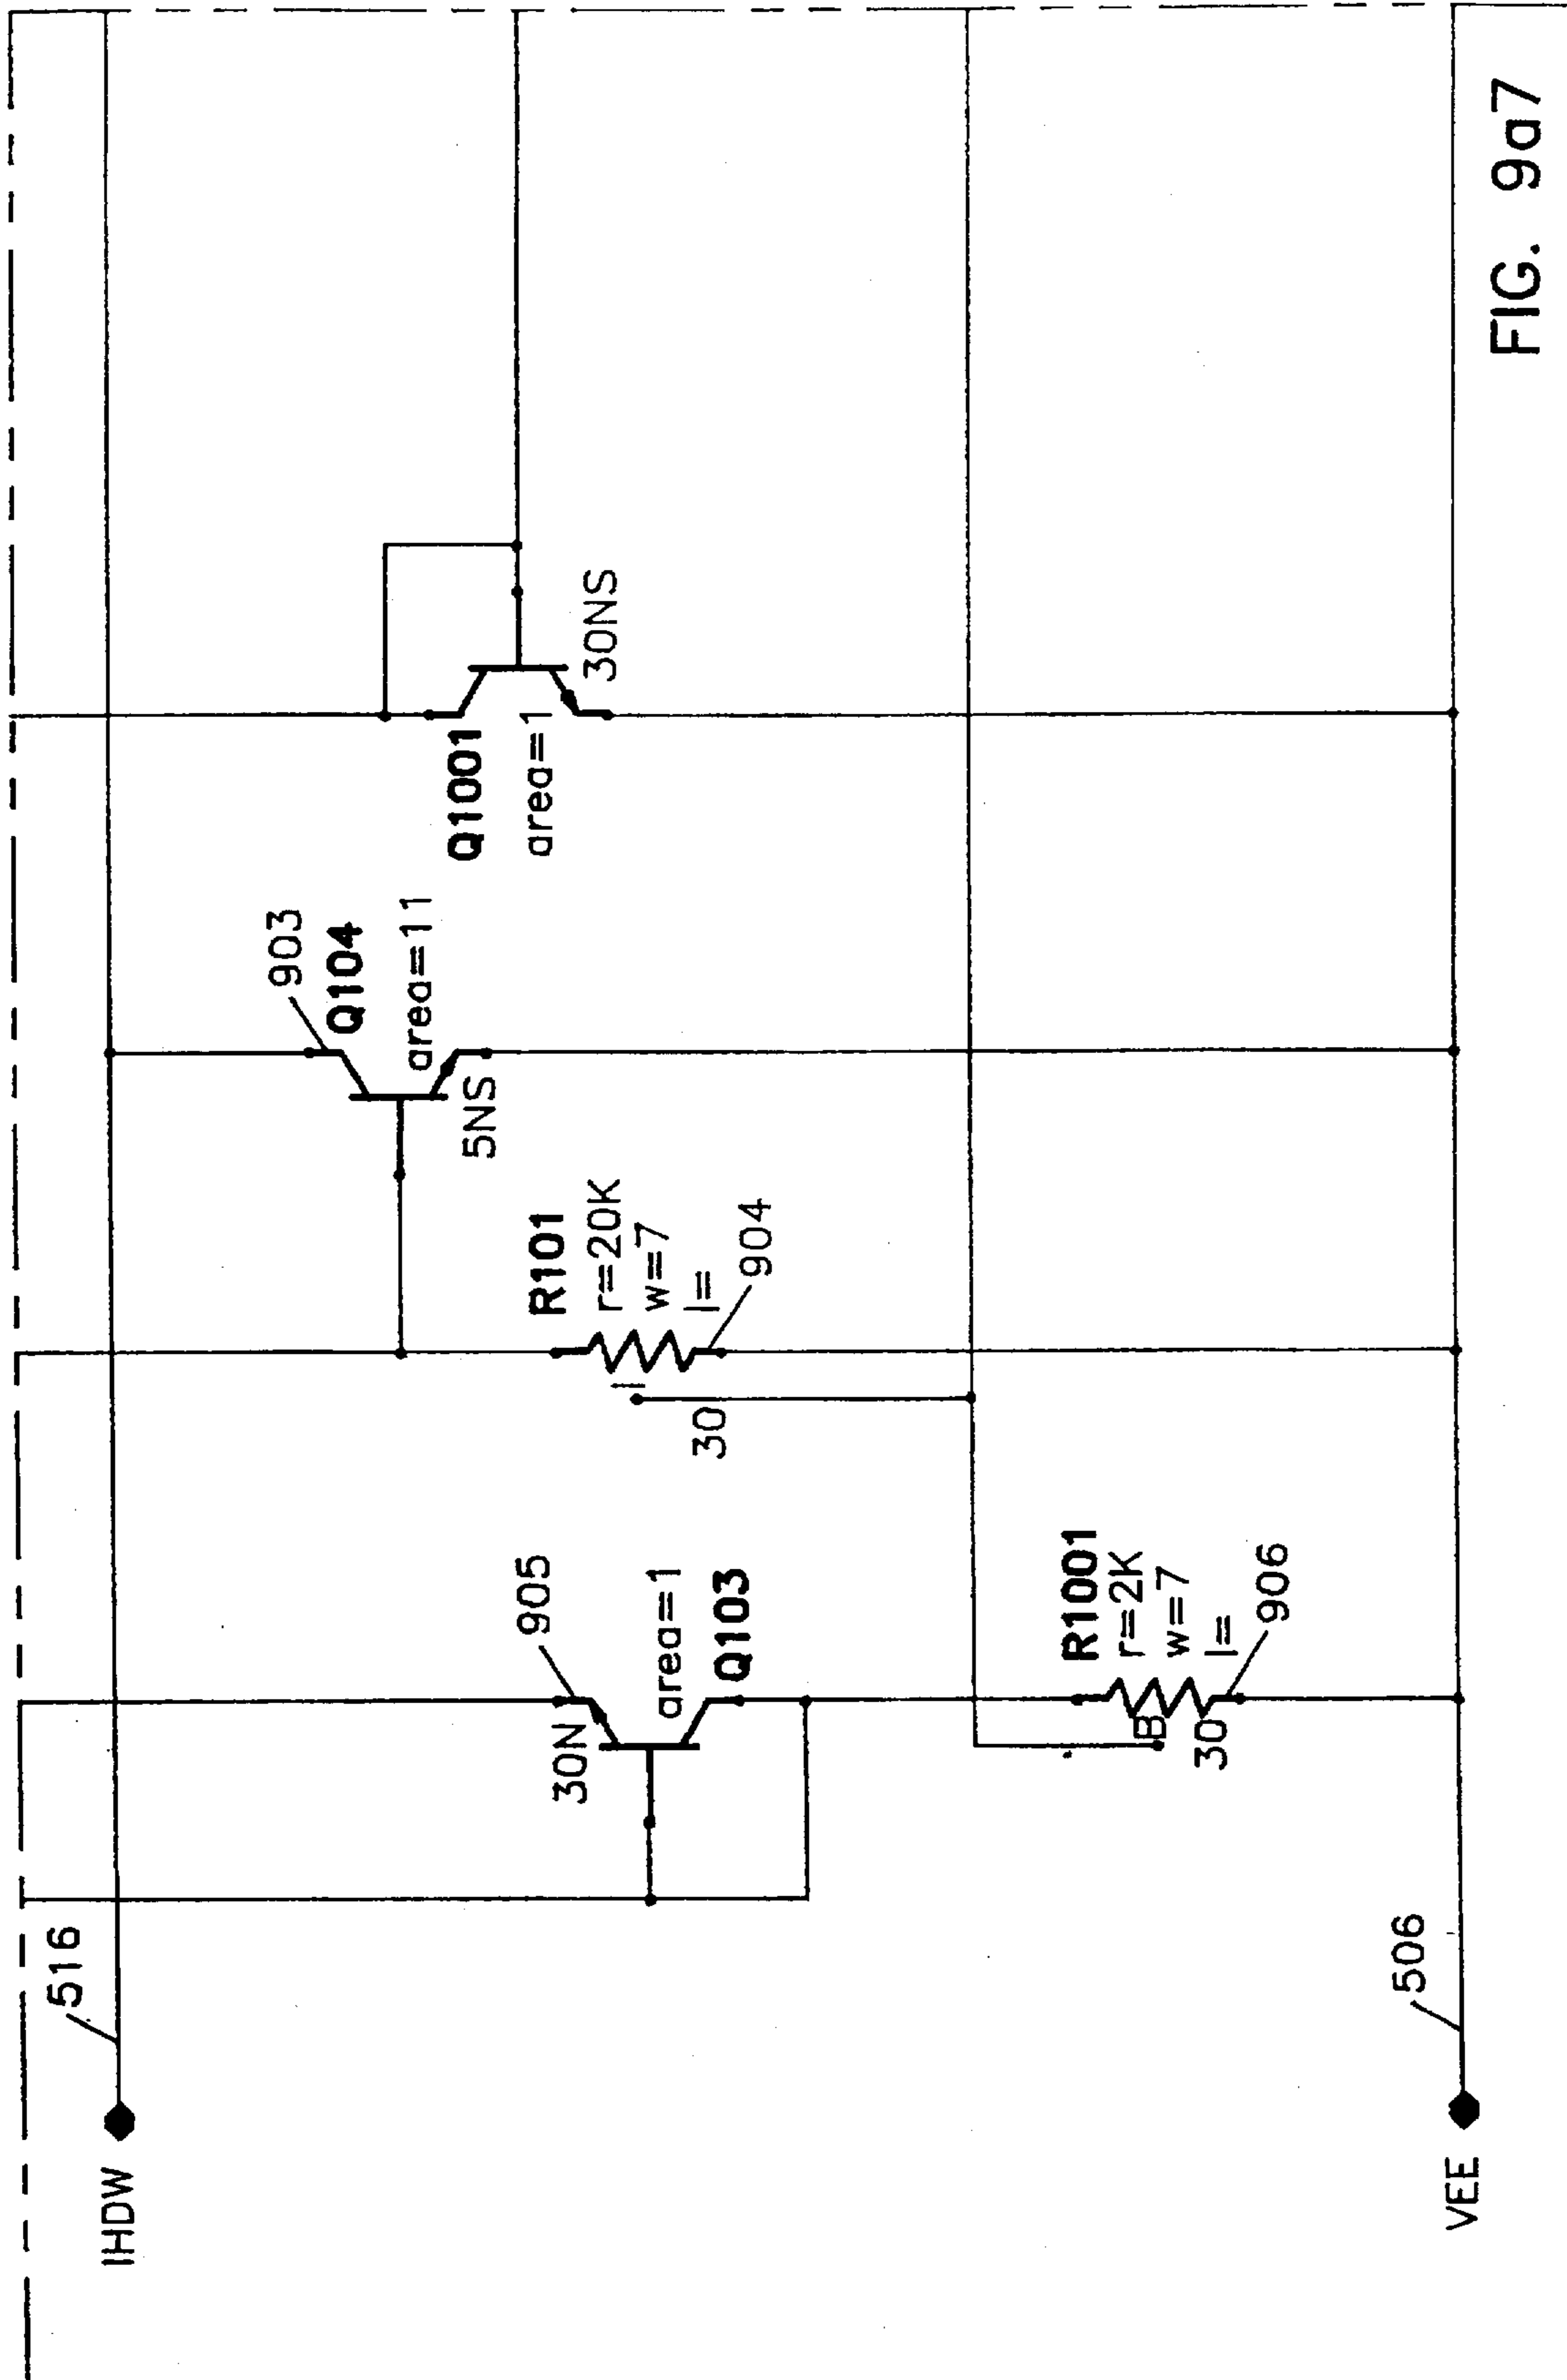 IHDW
516
30N
905
area=1
Q103
30
R101
r=20K
w=7
l=
904
903
Q104
area=11
5NS
Q1001
area=1
30NS
B
30
R1001
r=2K
w=7
l=
906
VEE
506
FIG. 9a7